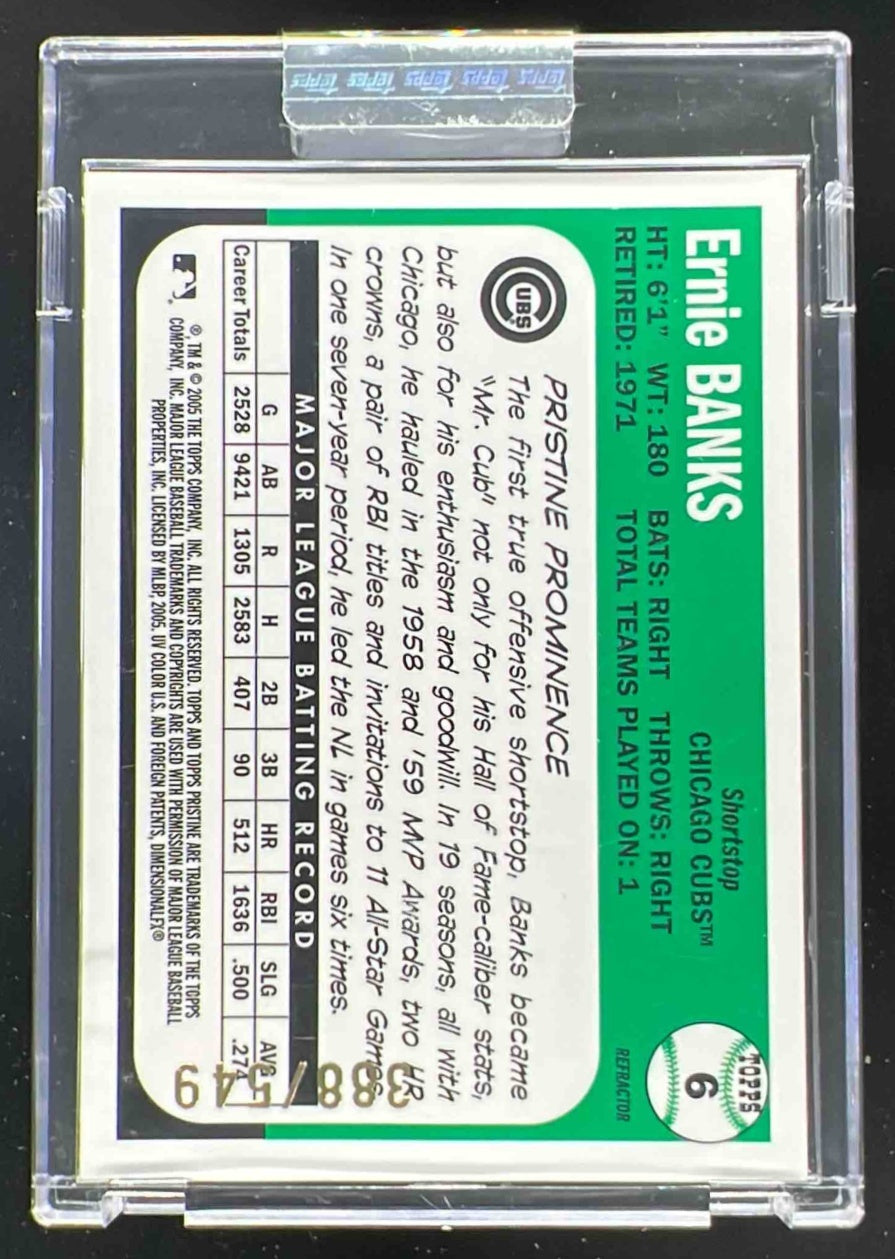 Topps Topps Topps Topps Topps
Ernie BANKS
Shortstop
CHICAGO CUBS™
TOPPS
6
HT: 6'1" WT: 180 BATS: RIGHT THROWS: RIGHT
RETIRED: 1971 TOTAL TEAMS PLAYED ON: 1
REFRACTOR
CUBS
PRISTINE PROMINENCE
The first true offensive shortstop, Banks became
"Mr. Cub" not only for his Hall of Fame-caliber stats,
but also for his enthusiasm and goodwill. In 19 seasons, all with
Chicago, he hauled in the 1958 and '59 MVP Awards, two HR
crowns, a pair of RBI titles and invitations to 11 All-Star Games.
In one seven-year period, he led the NL in games six times.
MAJOR LEAGUE BATTING RECORD
G AB R H 2B 3B HR RBI SLG AVG
Career Totals 2528 9421 1305 2583 407 90 512 1636 .500 .274
388/549
® TM & © 2005 THE TOPPS COMPANY, INC. ALL RIGHTS RESERVED. TOPPS AND TOPPS PRISTINE ARE TRADEMARKS OF THE TOPPS
COMPANY, INC. MAJOR LEAGUE BASEBALL TRADEMARKS AND COPYRIGHTS ARE USED WITH PERMISSION OF MAJOR LEAGUE BASEBALL
PROPERTIES, INC. LICENSED BY MLBP, 2005. UV COLOR U.S. AND FOREIGN PATENTS, DIMENSIONALFX®